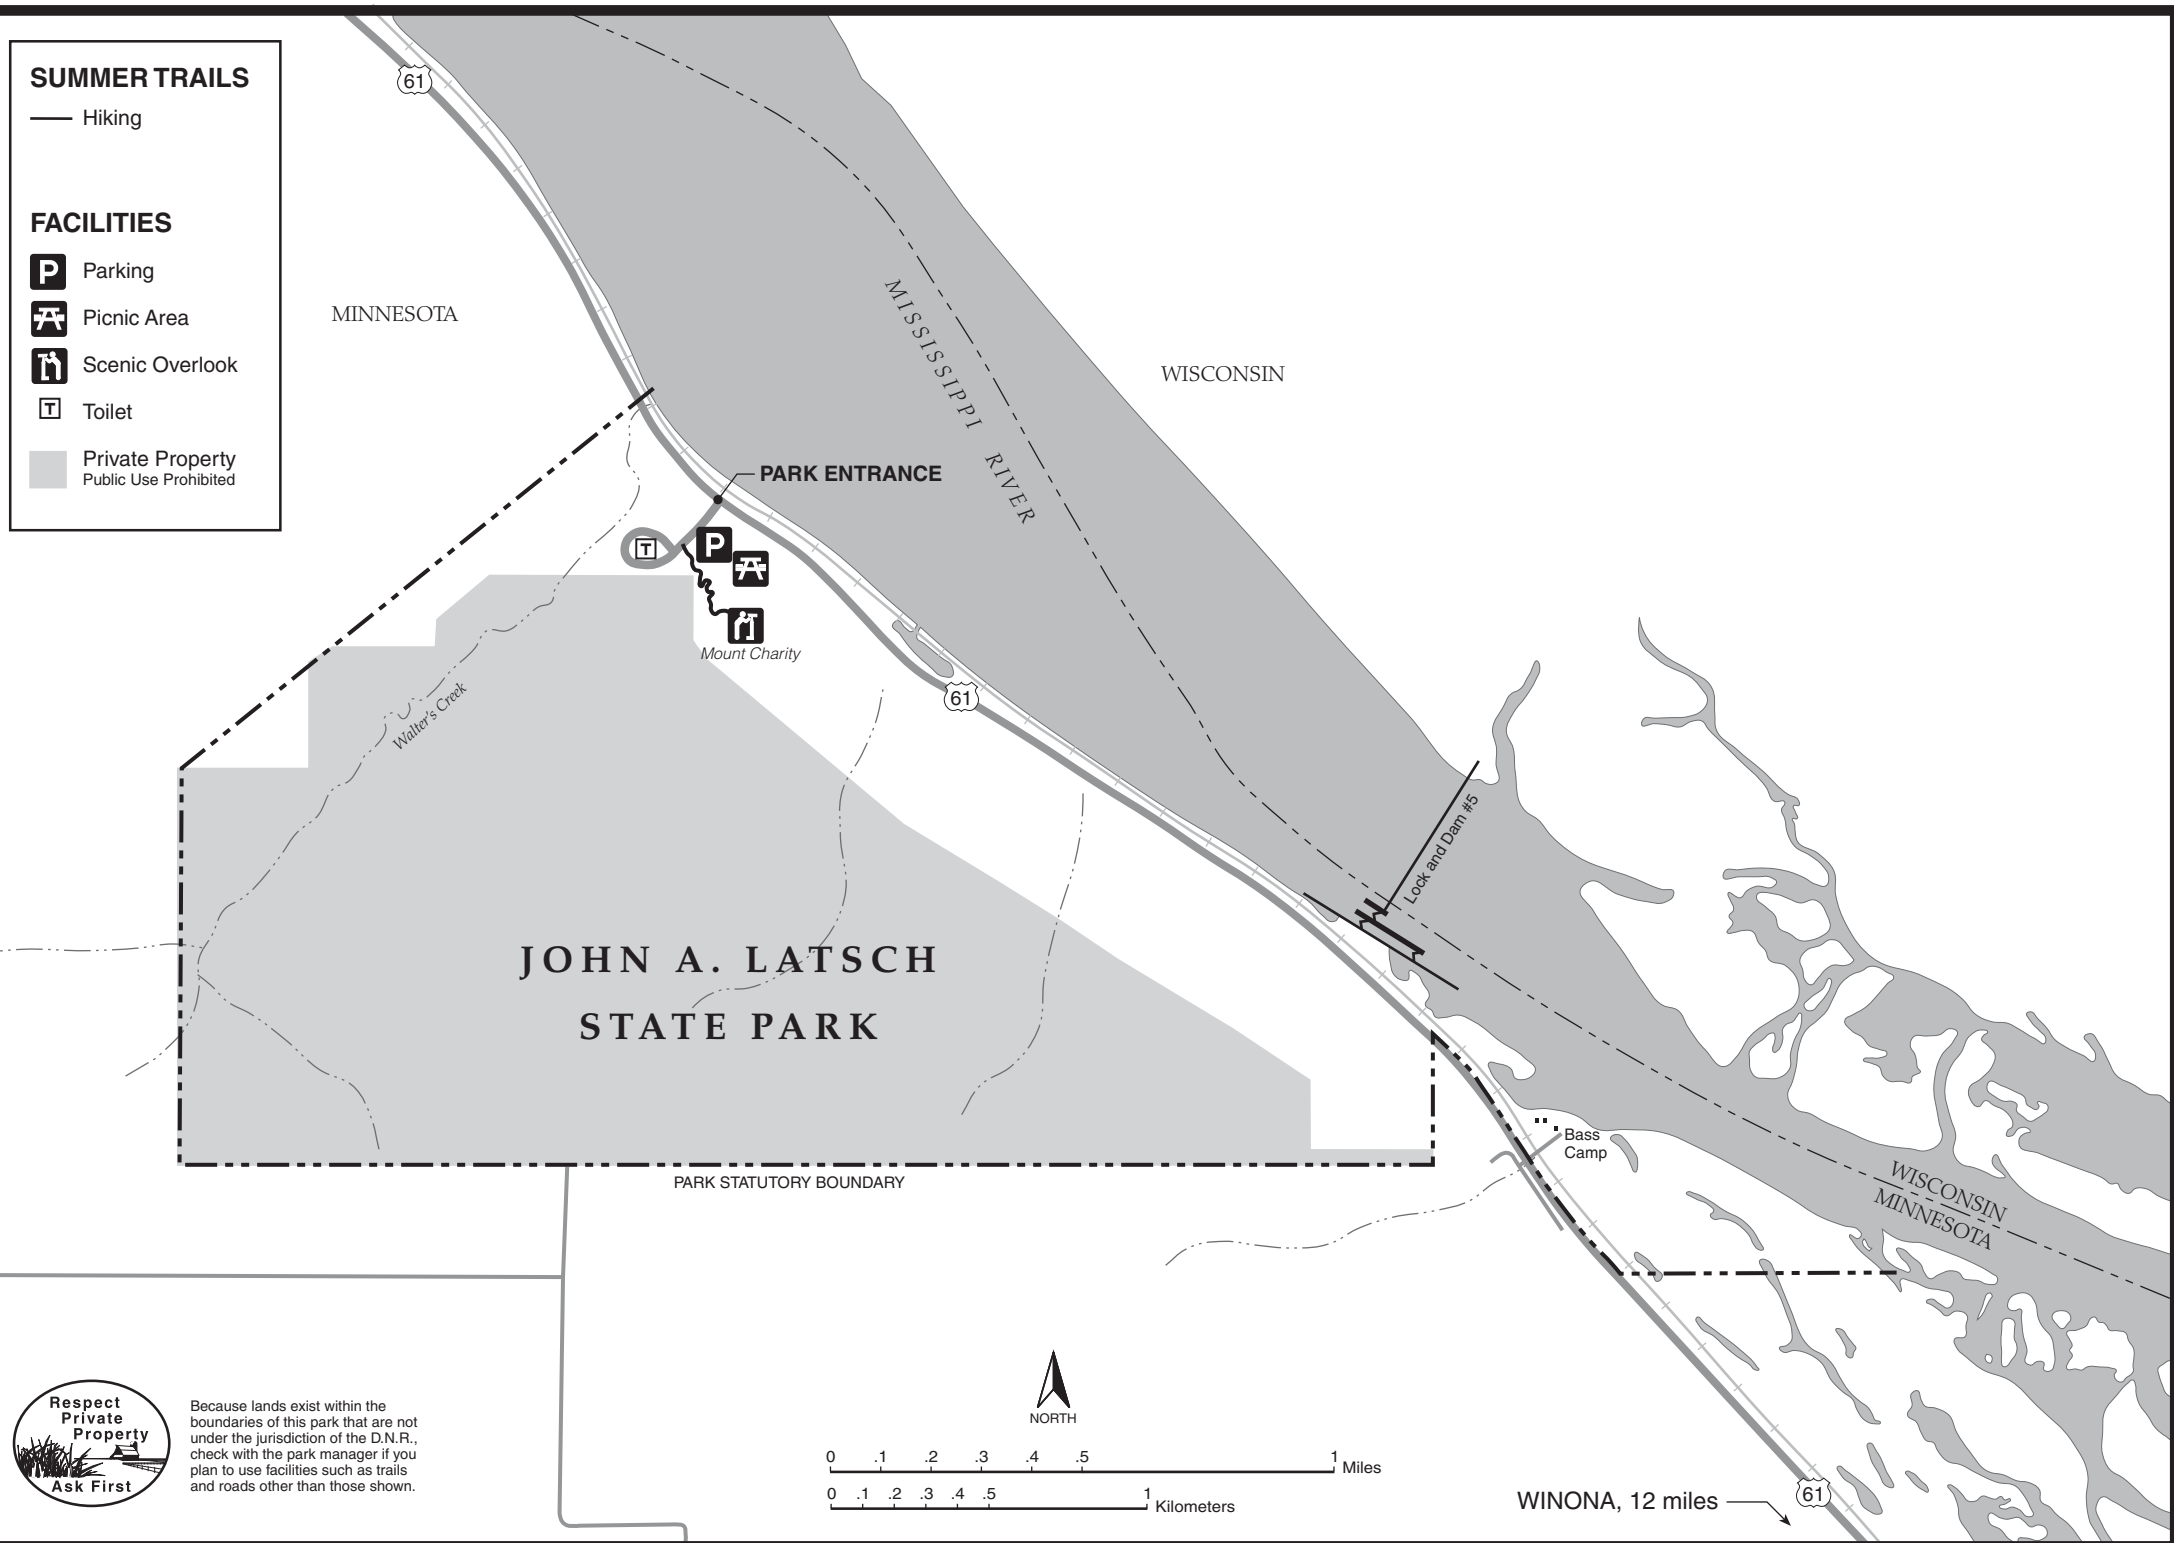 SUMMER TRAILS
Hiking
FACILITIES
P Parking
Picnic Area
Scenic Overlook
T Toilet
Private Property
Public Use Prohibited
61
MINNESOTA
MISSISSIPPI RIVER
WISCONSIN
PARK ENTRANCE
T
P
Mount Charity
61
Walter's Creek
Lock and Dam #5
JOHN A. LATSCH
STATE PARK
PARK STATUTORY BOUNDARY
Bass
Camp
WISCONSIN
MINNESOTA
Respect
Private
Property
Ask First
Because lands exist within the
boundaries of this park that are not
under the jurisdiction of the D.N.R.,
check with the park manager if you
plan to use facilities such as trails
and roads other than those shown.
NORTH
0 .1 .2 .3 .4 .5 1 Miles
0 .1 .2 .3 .4 .5 1 Kilometers
WINONA, 12 miles
61